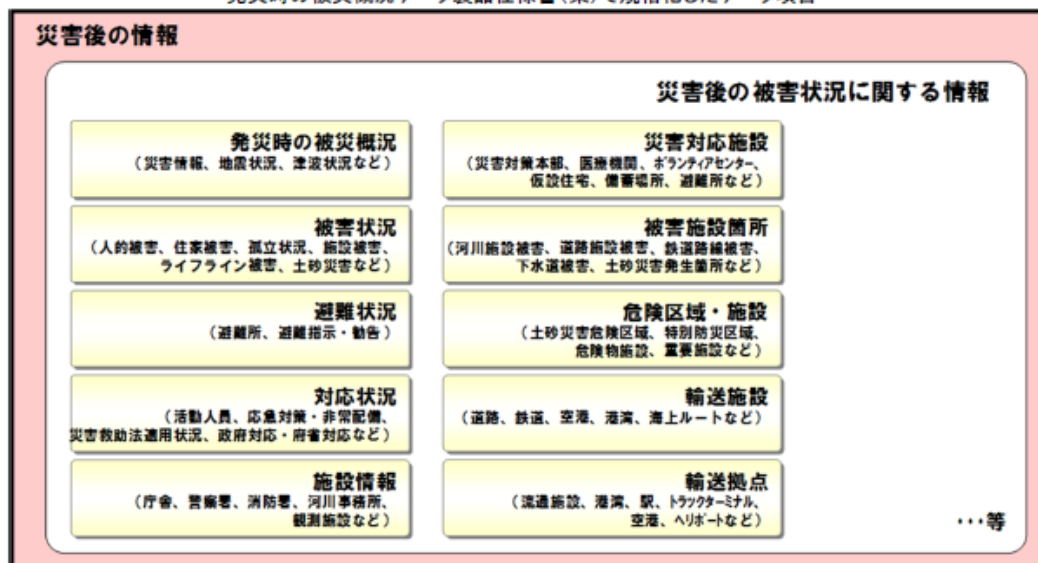 災害後の情報
災害後の被害状況に関する情報
発災時の被災概況
(災害情報、地震状況、津波状況など)
被害状況
(人的被害、住家被害、孤立状況、施設被害、
ライフライン被害、土砂災害など)
避難状況
(避難所、避難指示・勧告)
対応状況
(活動人員、応急対策・非常配備、
災害救助法適用状況、政府対応・府省対応など)
施設情報
(庁舎、警察署、消防署、河川事務所、
観測施設など)
災害対応施設
(災害対策本部、医療機関、ボランティアセンター、
仮設住宅、備蓄場所、避難所など)
被害施設箇所
(河川施設被害、道路施設被害、鉄道路線被害、
下水道被害、土砂災害発生箇所など)
危険区域・施設
(土砂災害危険区域、特別防災区域、
危険物施設、重要施設など)
輸送施設
(道路、鉄道、空港、港湾、海上ルートなど)
輸送拠点
(流通施設、港湾、駅、トラックターミナル、
空港、ヘリポートなど)
・・・等